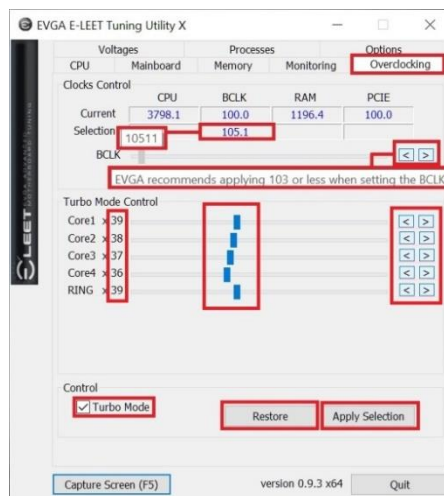 EVGA E-LEET Tuning Utility X
Voltages Processes Options
CPU Mainboard Memory Monitoring Overclocking
Clocks Control
CPU BCLK RAM PCIE
Current 3798.1 100.0 1196.4 100.0
Selection 10511 105.1
BCLK < >
EVGA recommends applying 103 or less when setting the BCLK
Turbo Mode Control
Core1 x 39 < >
Core2 x 38 < >
Core3 x 37 < >
Core4 x 36 < >
RING x 39 < >
Control
Turbo Mode
Restore Apply Selection
Capture Screen (F5) version 0.9.3 x64 Quit
E-LEET